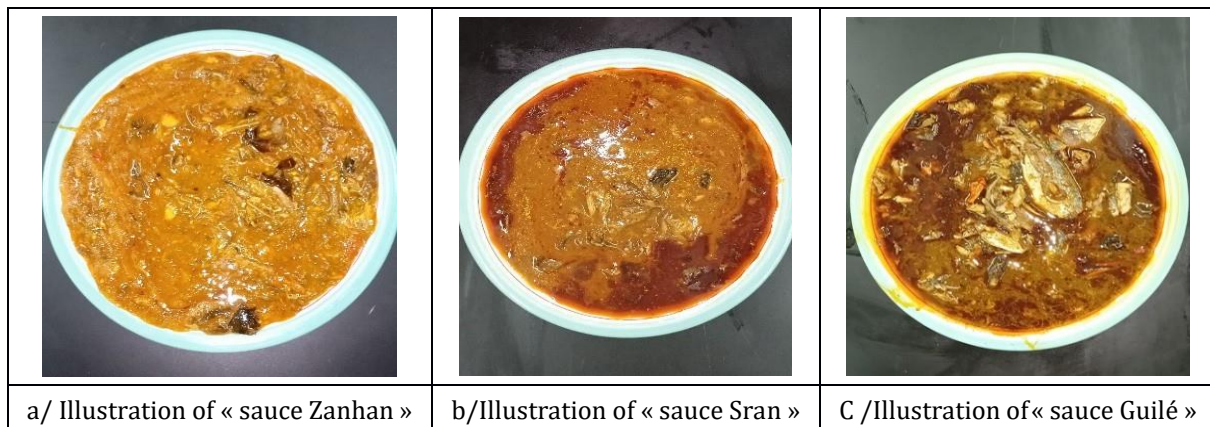 a/ Illustration of « sauce Zanhan »
b/Illustration of « sauce Sran »
C /Illustration of« sauce Guilé »